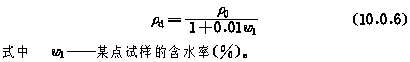 ρd = ρ0 / (1+0.01w1) (10.0.6)
式中 w1——某点试样的含水率(%)。